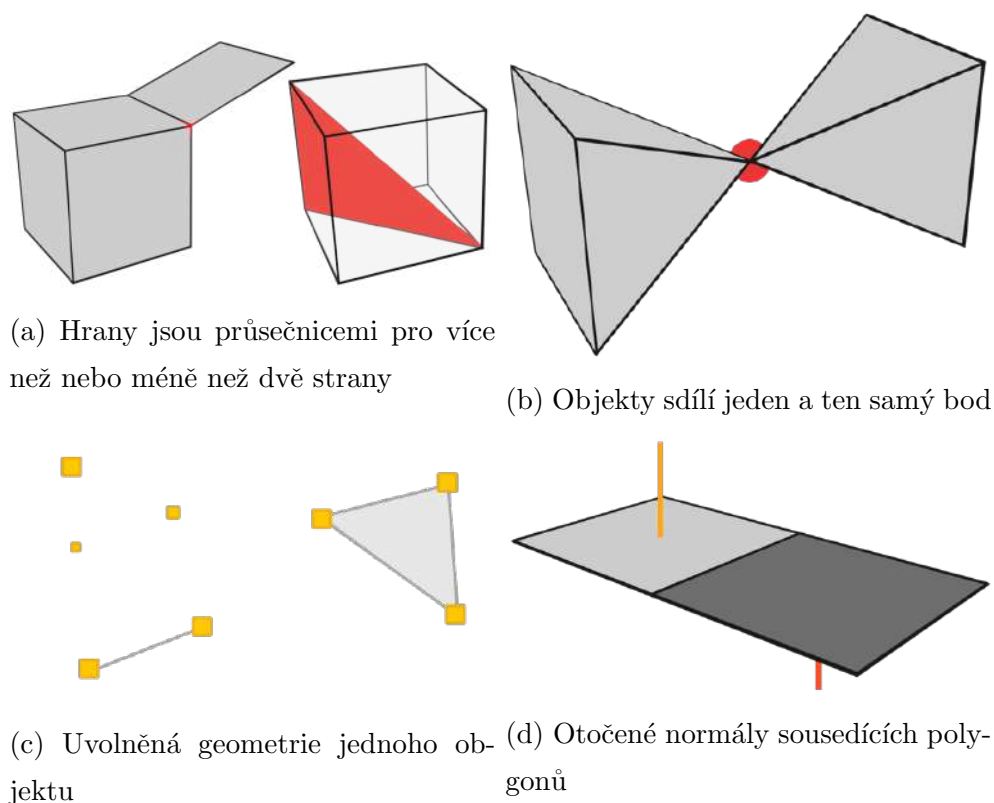 (a) Hrany jsou průsečnicemi pro více
než nebo méně než dvě strany
(b) Objekty sdílí jeden a ten samý bod
(c) Uvolněná geometrie jednoho ob-
jektu
(d) Otočené normály sousedících poly-
gonů